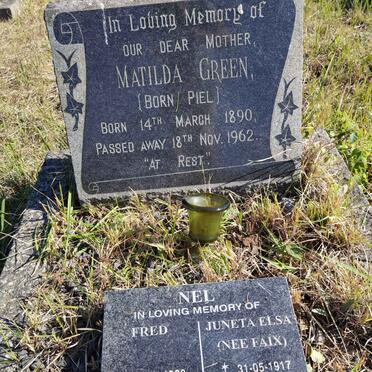 In Loving Memory of
OUR DEAR MOTHER,
MATILDA GREEN,
(BORN PIEL)
BORN 14TH MARCH 1890,
PASSED AWAY 18TH NOV. 1962.
"AT REST"
NEL
IN LOVING MEMORY OF
FRED JUNETA ELSA
(NEE FAIX)
* 31-05-1917